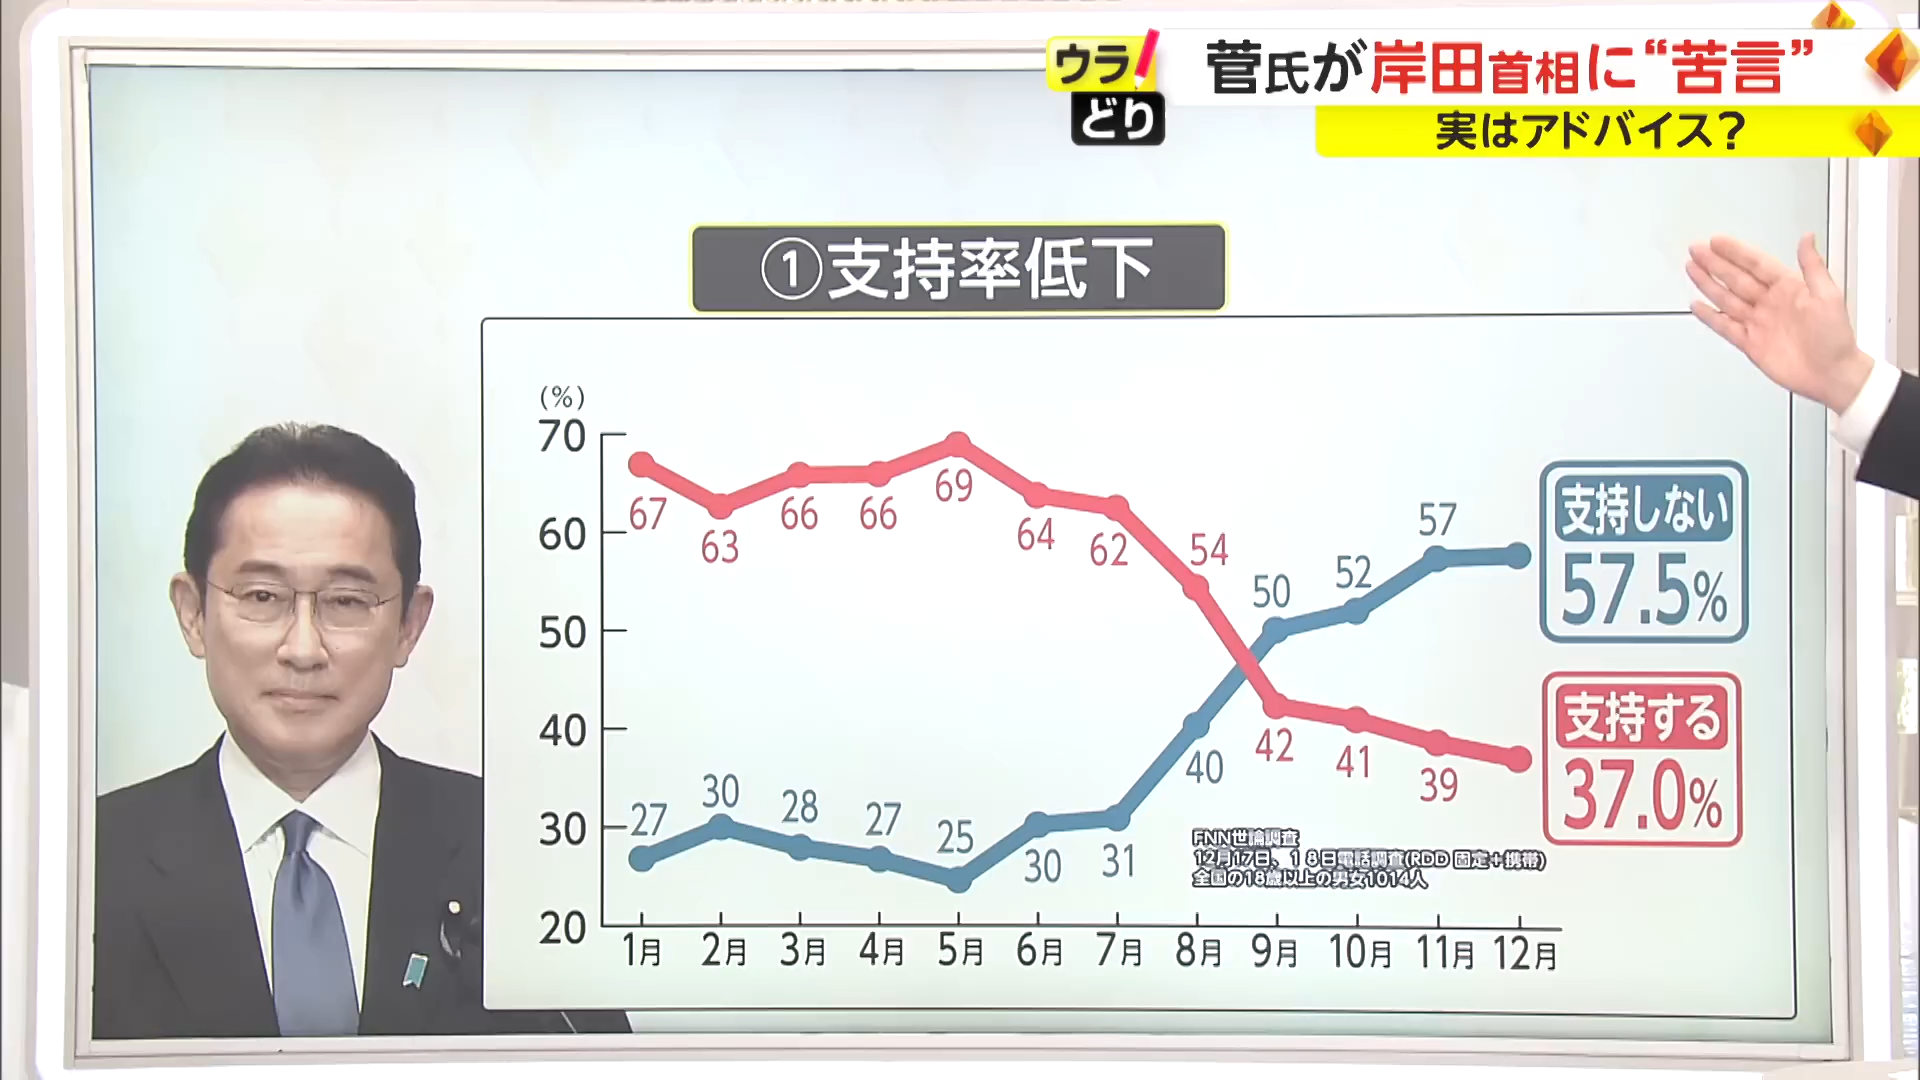 ウラ!
どり
菅氏が岸田首相に“苦言”
実はアドバイス？
①支持率低下
(%)
70
60
50
40
30
20
67
63
66
66
69
64
62
54
42
41
39
27
30
28
27
25
30
31
40
50
52
57
支持しない
57.5%
支持する
37.0%
FNN世論調査
12月17日、18日電話調査(RDD 固定＋携帯)
全国の18歳以上の男女1014人
1月 2月 3月 4月 5月 6月 7月 8月 9月 10月 11月 12月